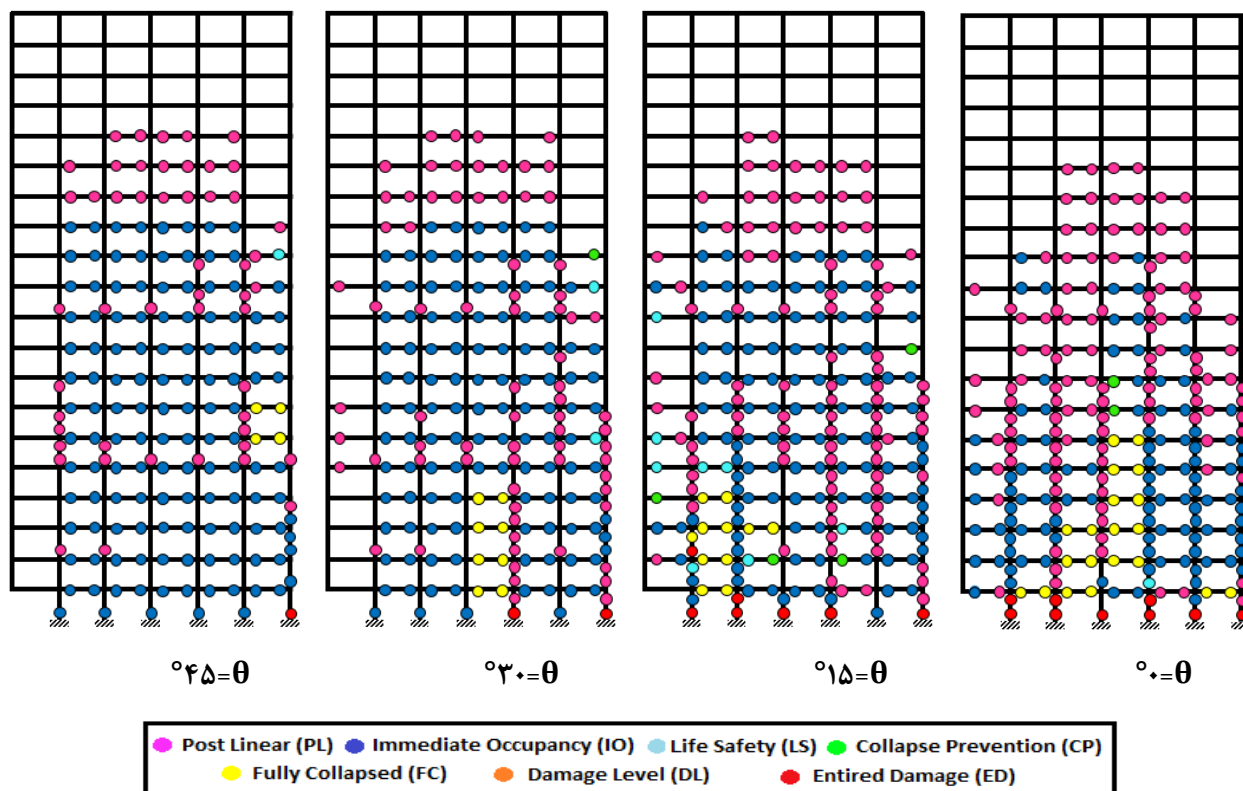 °۴۵=θ °۳۰=θ °۱۵=θ °۰=θ
Post Linear (PL) Immediate Occupancy (IO) Life Safety (LS) Collapse Prevention (CP)
Fully Collapsed (FC) Damage Level (DL) Entired Damage (ED)